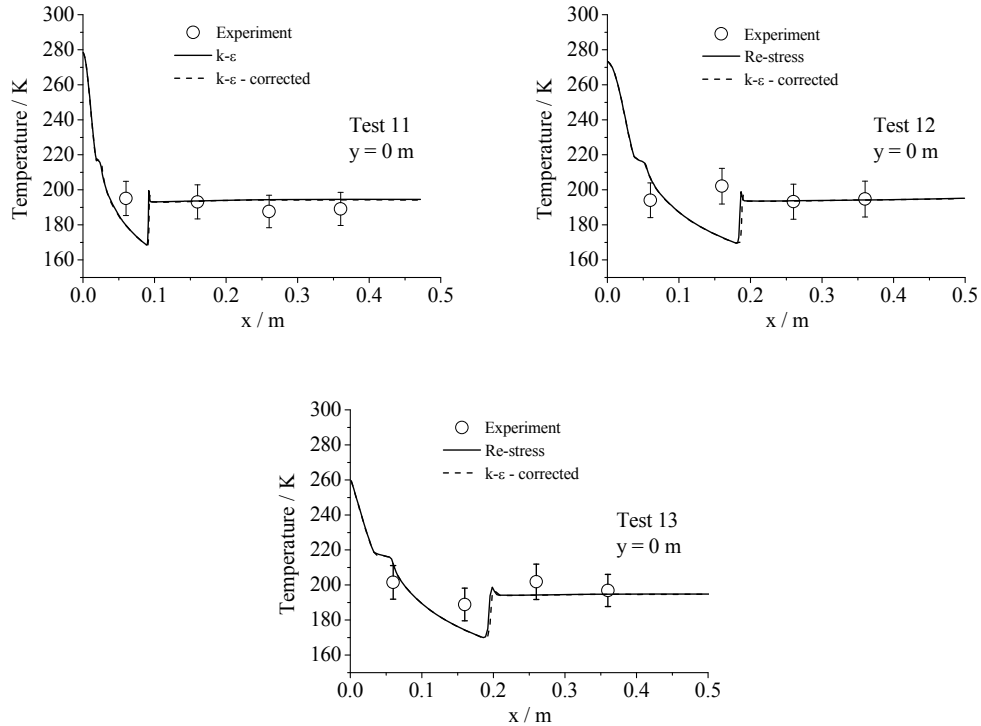 300
280
260
240
220
200
180
160
Temperature / K
0.0 0.1 0.2 0.3 0.4 0.5
x / m
Experiment
k-ε
k-ε - corrected
Test 11
y = 0 m
300
280
260
240
220
200
180
160
Temperature / K
0.0 0.1 0.2 0.3 0.4 0.5
x / m
Experiment
Re-stress
k-ε - corrected
Test 12
y = 0 m
300
280
260
240
220
200
180
160
Temperature / K
0.0 0.1 0.2 0.3 0.4 0.5
x / m
Experiment
Re-stress
k-ε - corrected
Test 13
y = 0 m